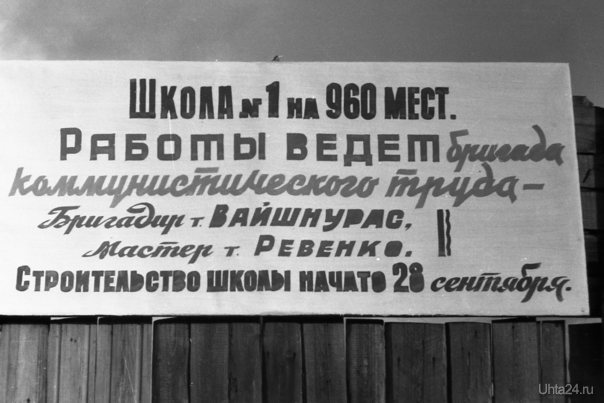 Школа № 1 на 960 мест.
Работы ведет бригада
коммунистического труда —
Бригадир т. Вайшнурас,
Мастер т. Ревенко.
Строительство школы начато 28 сентября.
Uhta24.ru